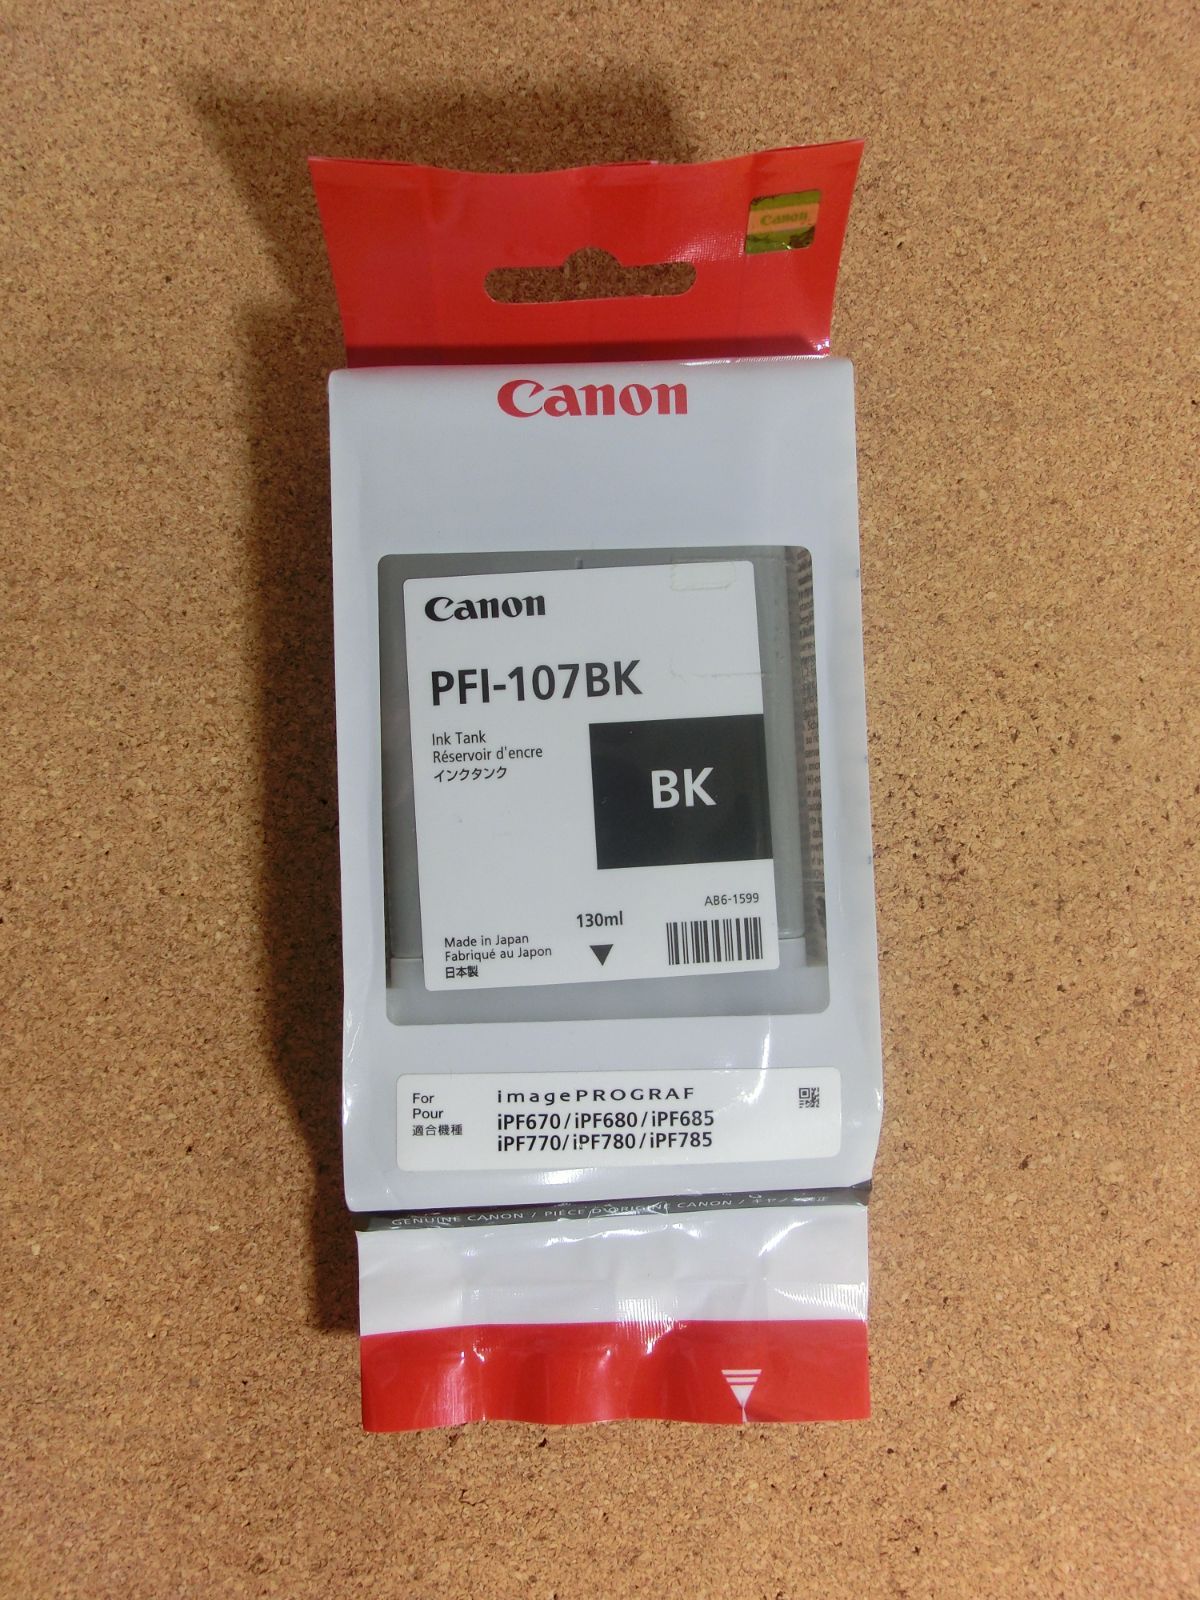 Canon
Canon
Canon
PFI-107BK
Ink Tank
Réservoir d'encre
インクタンク
BK
AB6-1599
130ml
Made in Japan
Fabriqué au Japon
日本製
For
Pour
適合機種
imagePROGRAF
iPF670/iPF680/iPF685
iPF770/iPF780/iPF785
GENUINE CANON / PIÈCE D'ORIGINE CANON /